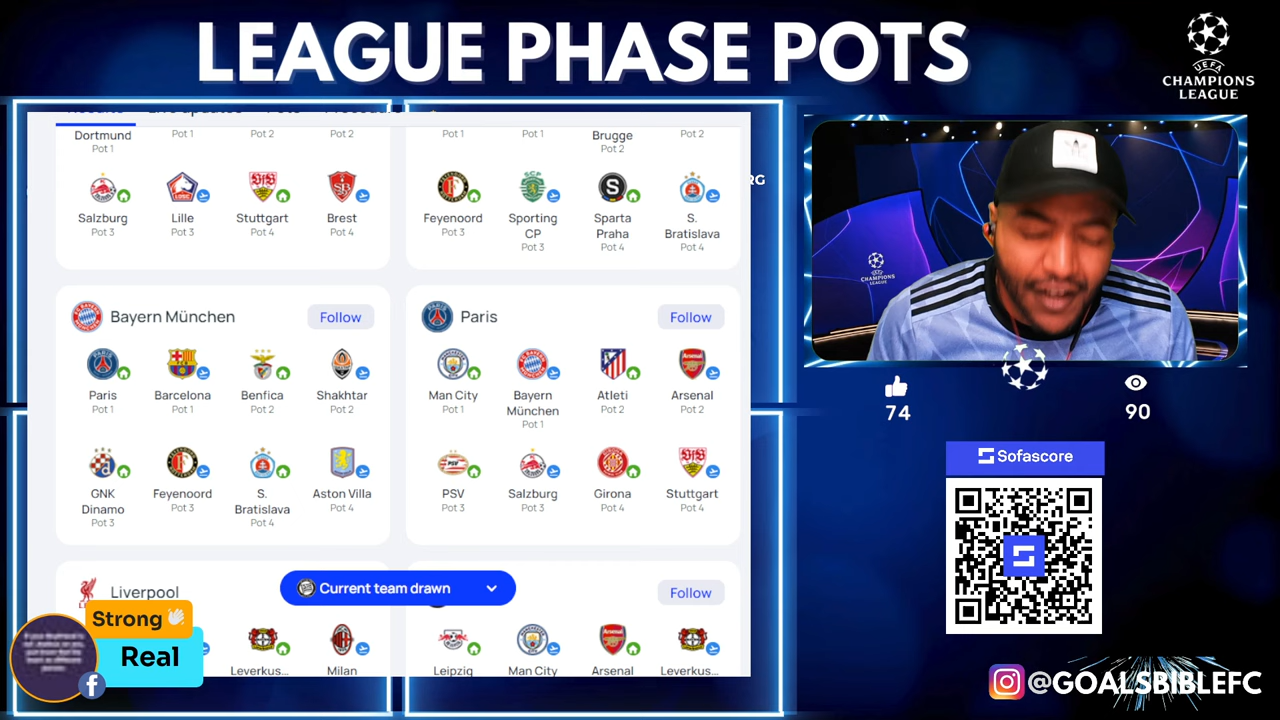 LEAGUE PHASE POTS
UEFA
CHAMPIONS
LEAGUE
Dortmund
Pot 1
Pot 1
Pot 2
Pot 2
Pot 1
Pot 1
Brugge
Pot 2
Pot 2
RG
Salzburg
Pot 3
Lille
Pot 3
Stuttgart
Pot 4
Brest
Pot 4
Feyenoord
Pot 3
Sporting
CP
Pot 3
Sparta
Praha
Pot 4
S.
Bratislava
Pot 4
Bayern München
Follow
Paris
Pot 1
Barcelona
Pot 1
Benfica
Pot 2
Shakhtar
Pot 2
GNK
Dinamo
Pot 3
Feyenoord
Pot 3
S.
Bratislava
Pot 4
Aston Villa
Pot 4
Paris
Follow
Man City
Pot 1
Bayern
München
Pot 1
Atleti
Pot 2
Arsenal
Pot 2
PSV
Pot 3
Salzburg
Pot 3
Girona
Pot 4
Stuttgart
Pot 4
Liverpool
Current team drawn
Follow
Leverkus...
Milan
Leipzig
Man City
Arsenal
Leverkus...
Strong
Real
CHAMPIONS
LEAGUE
74
90
Sofascore
@GOALSBIBLEFC